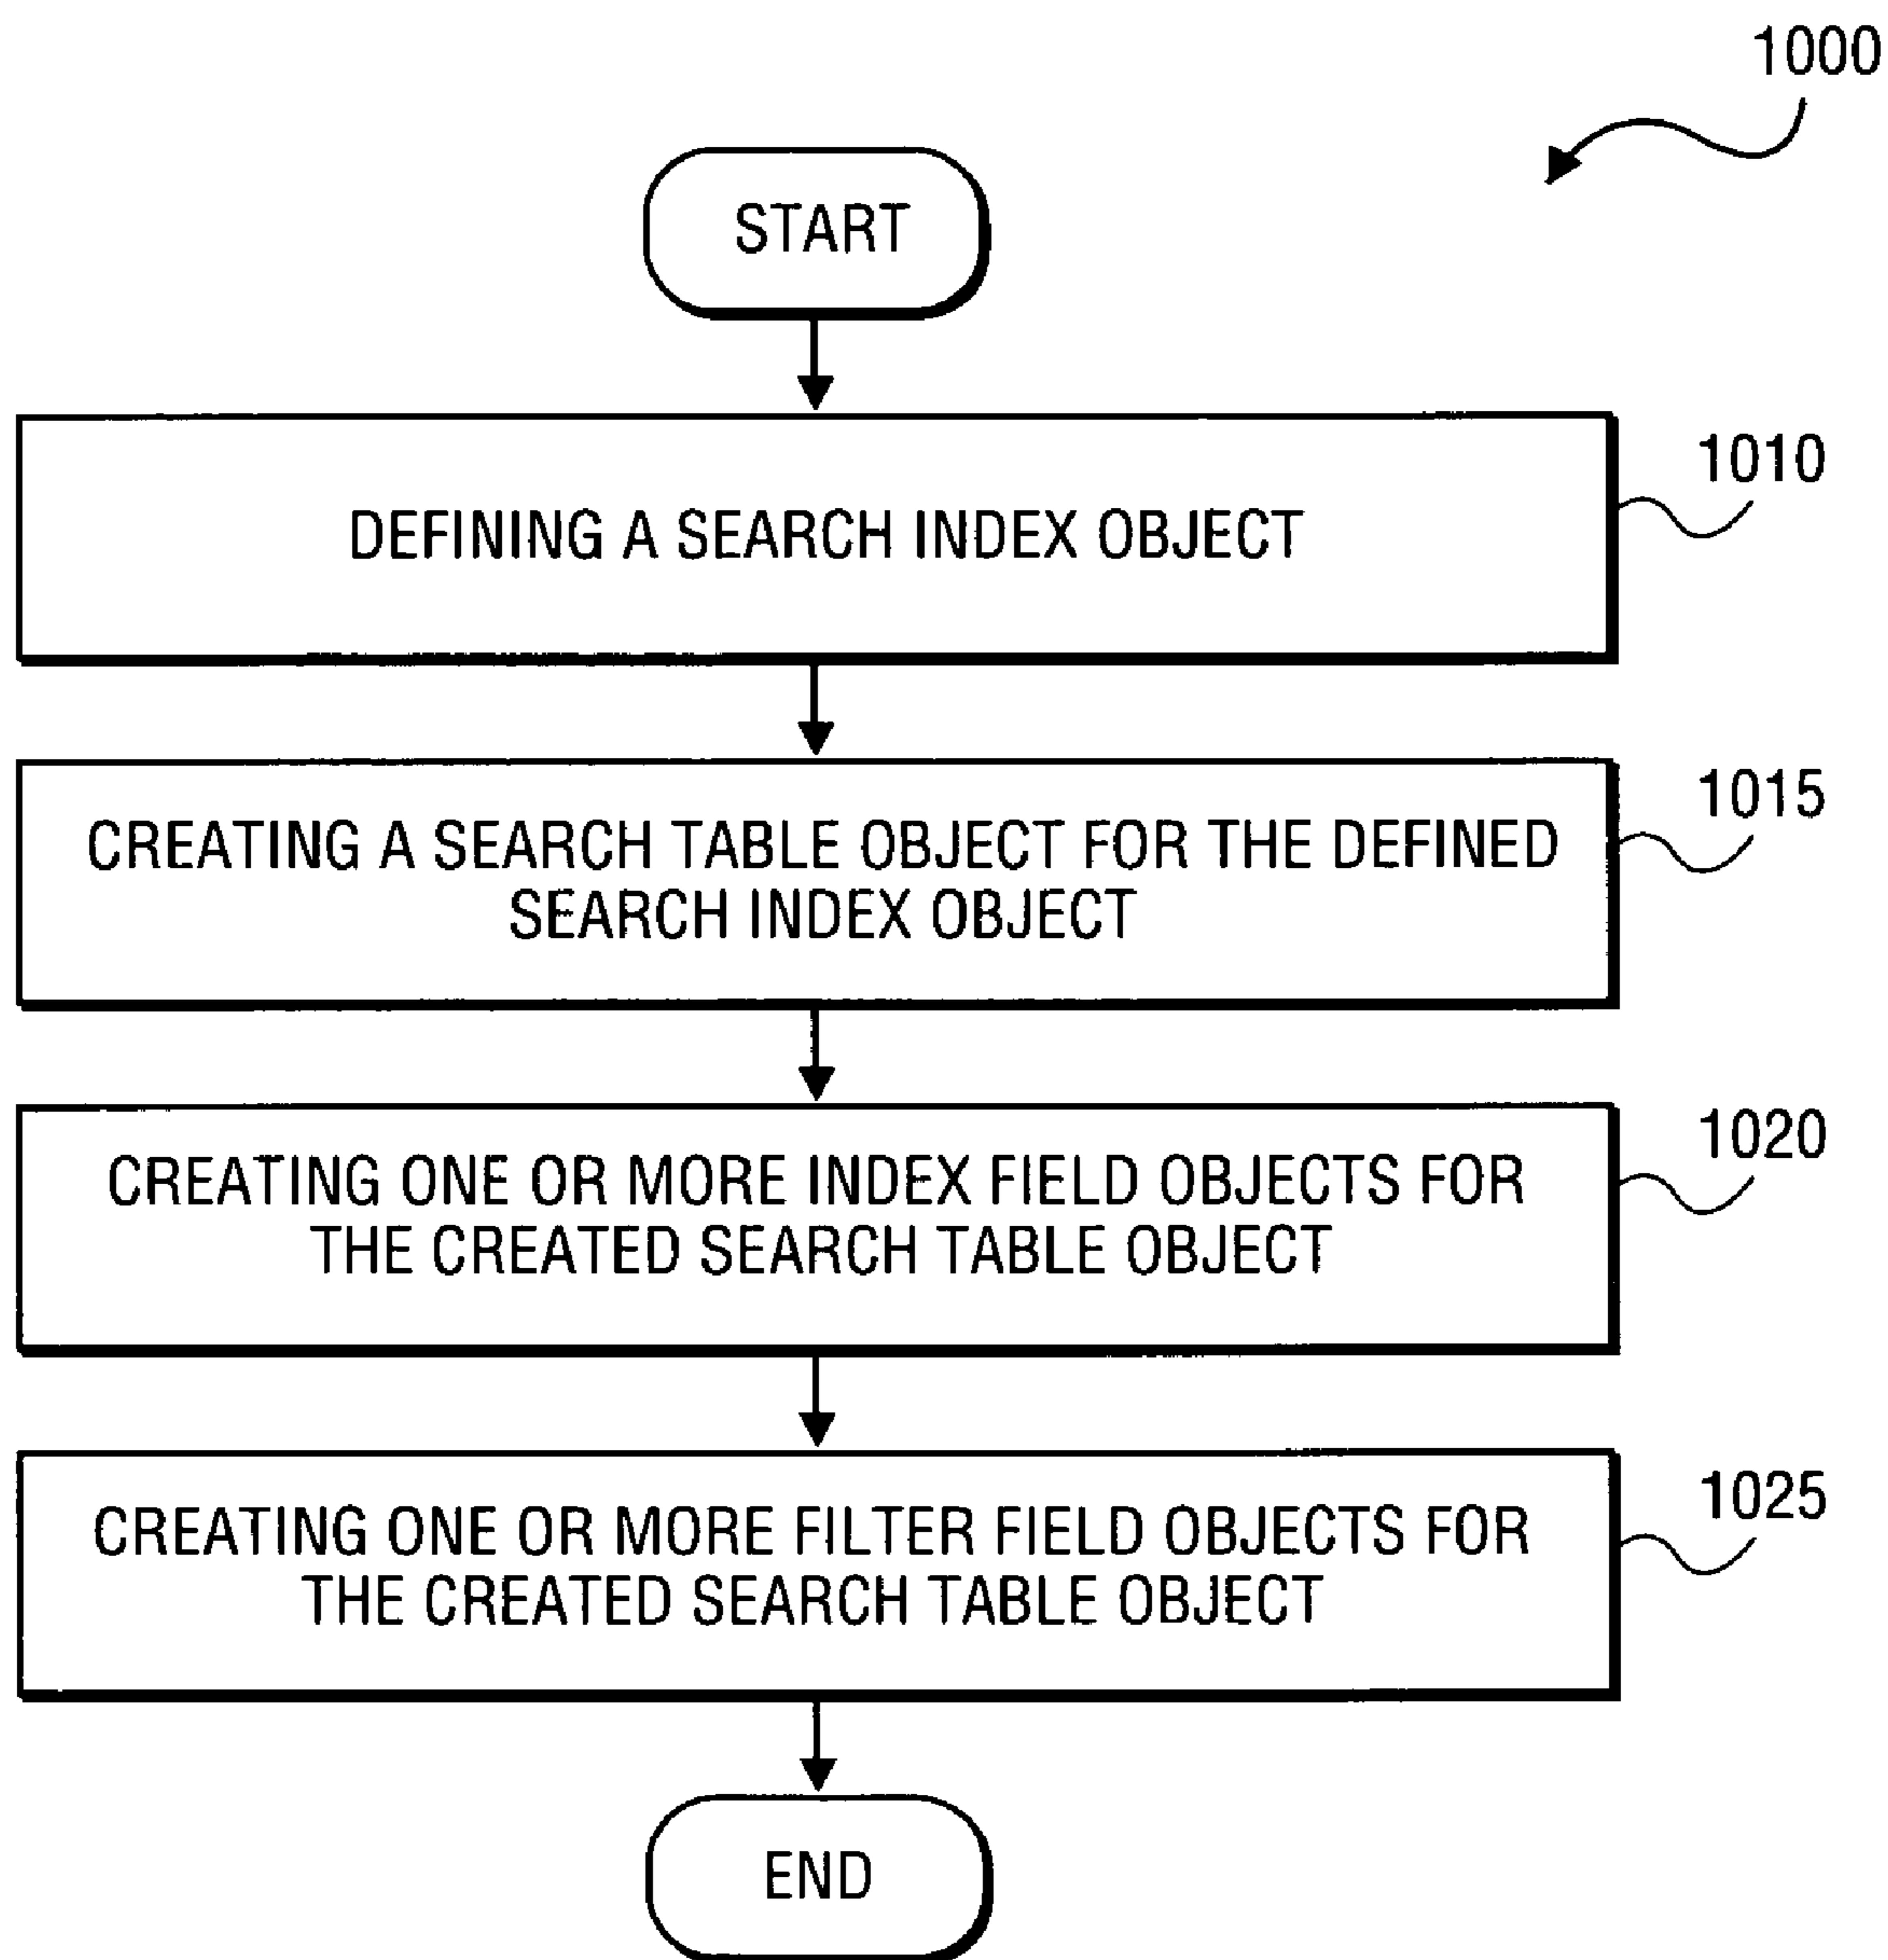 1000
START
DEFINING A SEARCH INDEX OBJECT
1010
CREATING A SEARCH TABLE OBJECT FOR THE DEFINED
SEARCH INDEX OBJECT
1015
CREATING ONE OR MORE INDEX FIELD OBJECTS FOR
THE CREATED SEARCH TABLE OBJECT
1020
CREATING ONE OR MORE FILTER FIELD OBJECTS FOR
THE CREATED SEARCH TABLE OBJECT
1025
END